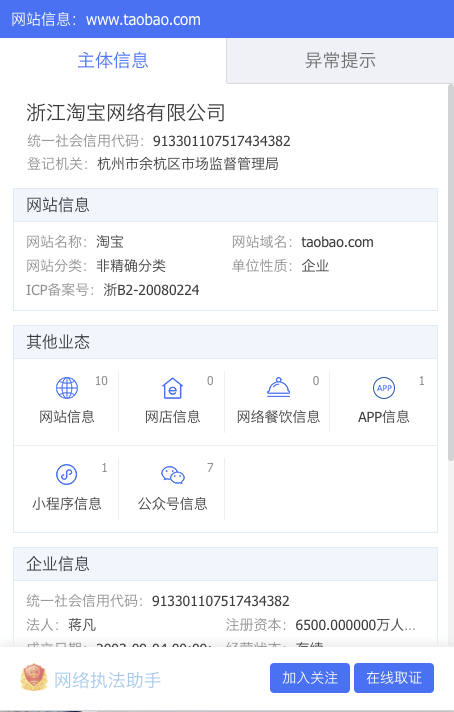 网站信息：www.taobao.com
主体信息 异常提示
浙江淘宝网络有限公司
统一社会信用代码：913301107517434382
登记机关：杭州市余杭区市场监督管理局
网站信息
网站名称：淘宝 网站域名：taobao.com
网站分类：非精确分类 单位性质：企业
ICP备案号：浙B2-20080224
其他业态
10 0 0 1
APP
网站信息 网店信息 网络餐饮信息 APP信息
1 7
小程序信息 公众号信息
企业信息
统一社会信用代码：913301107517434382
法人：蒋凡 注册资本：6500.000000万人...
网络执法助手 加入关注 在线取证